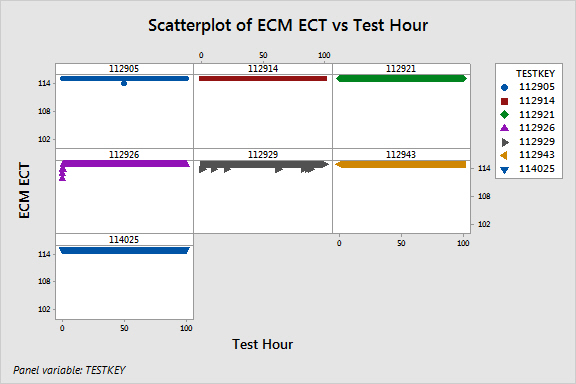 Scatterplot of ECM ECT vs Test Hour
0 50 100
112905 112914 112921
114
108
102
112926 112929 112943
114
108
102
114025
114
108
102
0 50 100
0 50 100
ECM ECT
Test Hour
TESTKEY
112905
112914
112921
112926
112929
112943
114025
Panel variable: TESTKEY